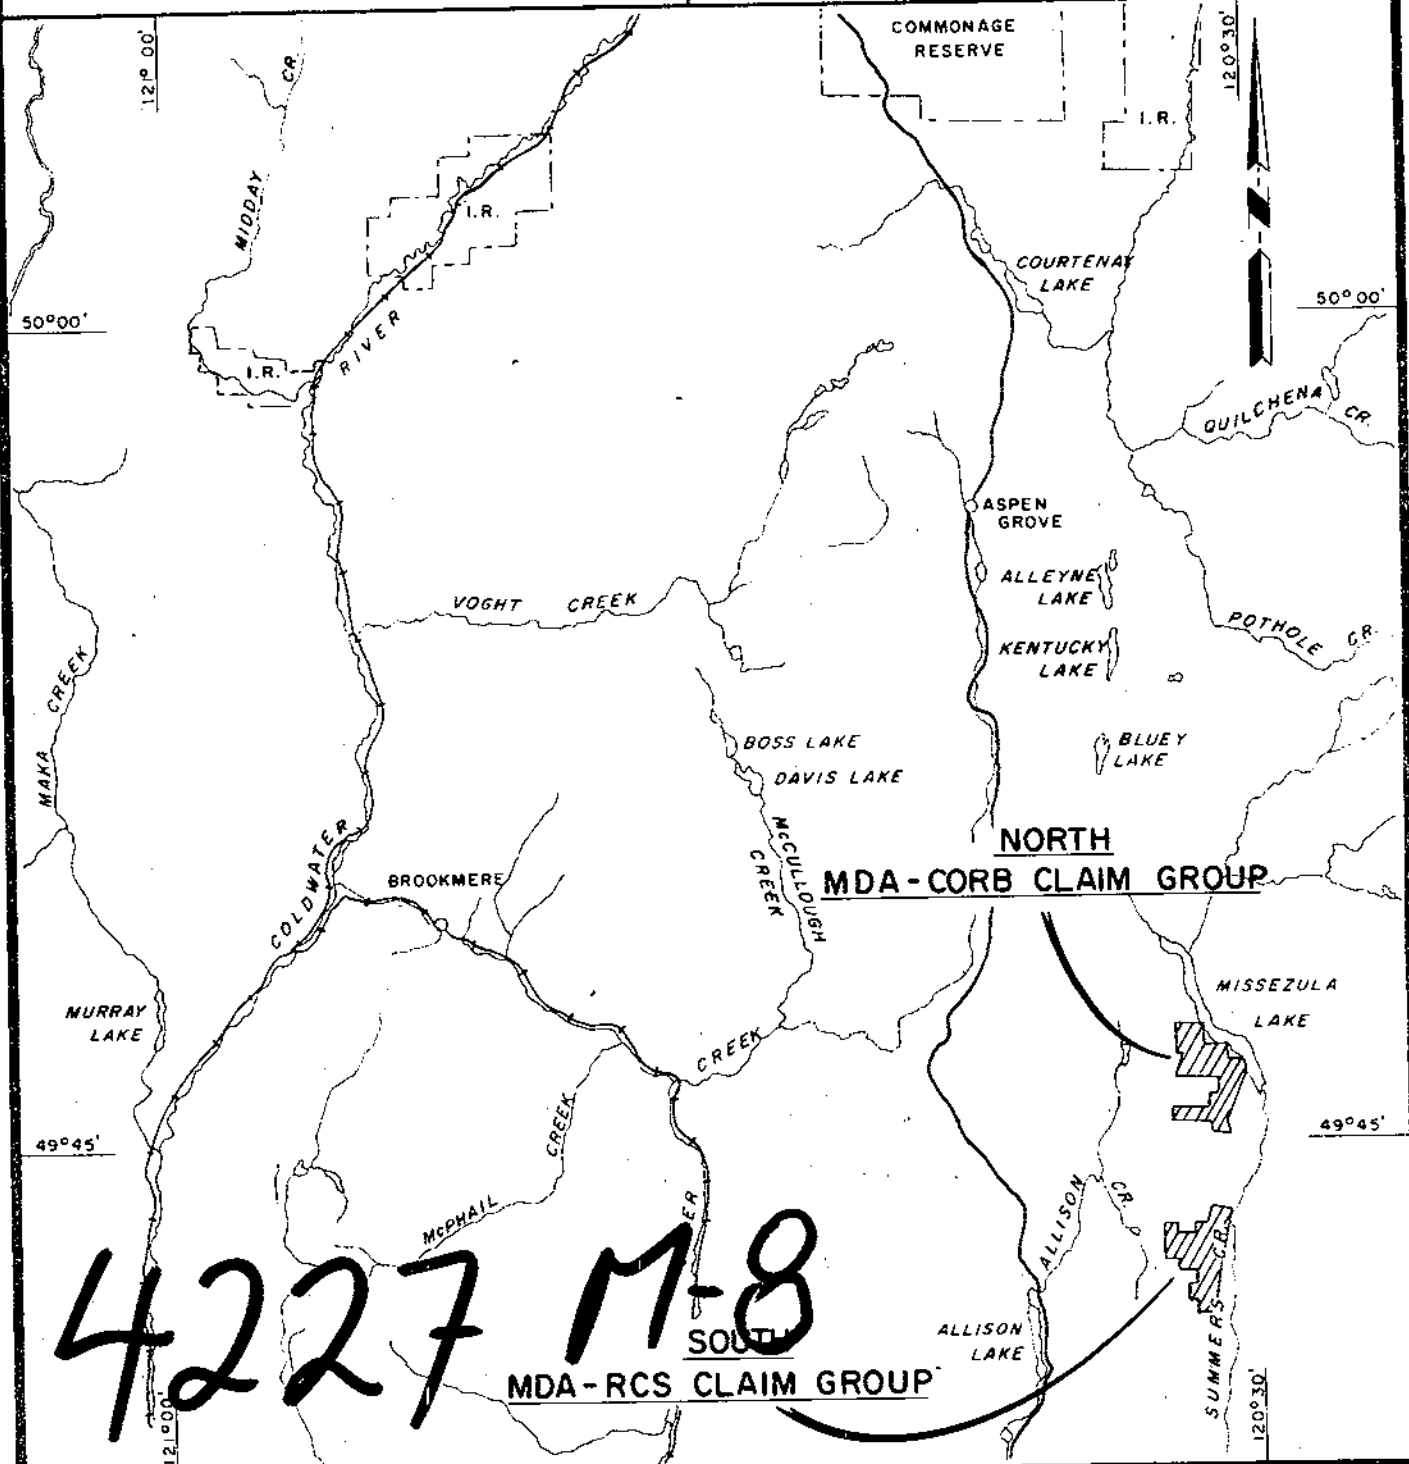 121° 00'
CR.
MIDDAY
COMMONAGE
RESERVE
120°30'
I.R.
I.R.
COURTENAY
LAKE
50°00'
50°00'
RIVER
I.R.
QUILCHENA CR.
ASPEN
GROVE
ALLEYNE
LAKE
VOGHT CREEK
POTHOLE CR.
KENTUCKY
LAKE
MAKA CREEK
BOSS LAKE
DAVIS LAKE
BLUEY
LAKE
McCULLOUGH
CREEK
NORTH
MDA-CORB CLAIM GROUP
COLDWATER
BROOKMERE
MISSEZULA
LAKE
MURRAY
LAKE
CREEK
CREEK
49°45'
49°45'
McPHAIL
ALLISON CR.
ER
SUMMERS CR.
4227 M-8
SOUTH
MDA-RCS CLAIM GROUP
ALLISON
LAKE
121°00'
120°30'